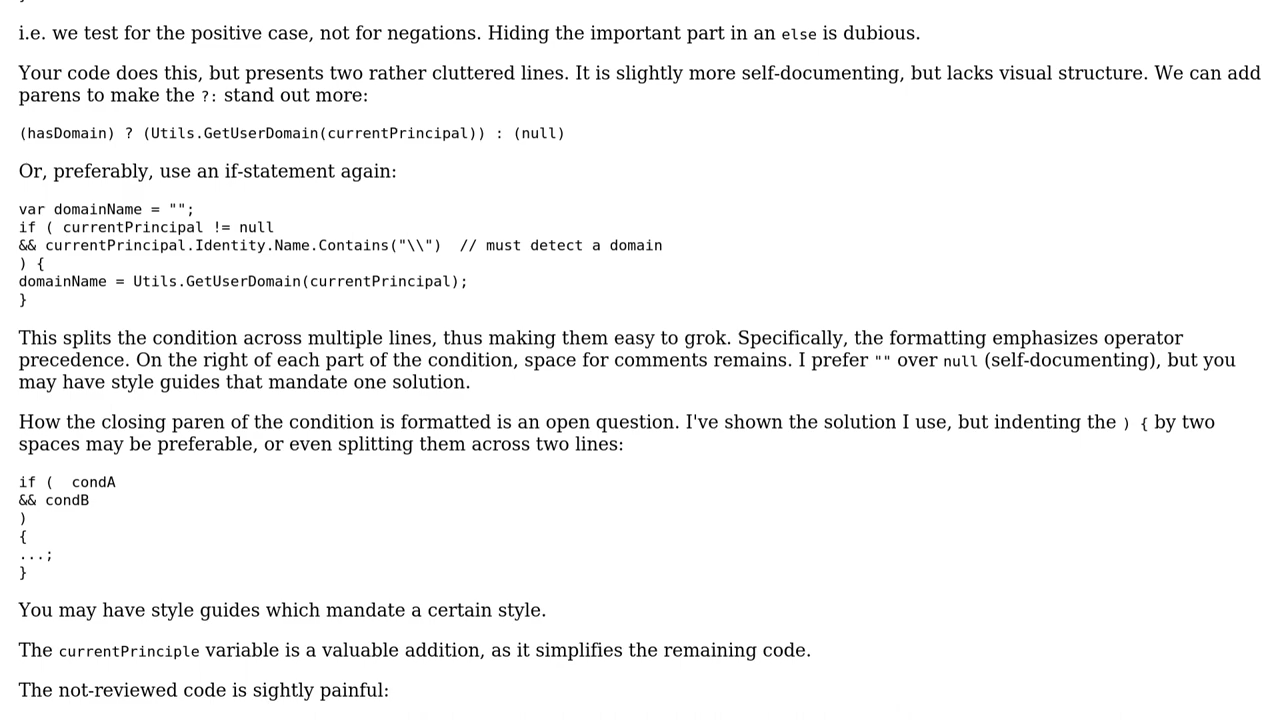 i.e. we test for the positive case, not for negations. Hiding the important part in an else is dubious.
Your code does this, but presents two rather cluttered lines. It is slightly more self-documenting, but lacks visual structure. We can add
parens to make the ?: stand out more:
(hasDomain) ? (Utils.GetUserDomain(currentPrincipal)) : (null)
Or, preferably, use an if-statement again:
var domainName = "";
if ( currentPrincipal != null
&& currentPrincipal.Identity.Name.Contains("\\")  // must detect a domain
) {
domainName = Utils.GetUserDomain(currentPrincipal);
}
This splits the condition across multiple lines, thus making them easy to grok. Specifically, the formatting emphasizes operator
precedence. On the right of each part of the condition, space for comments remains. I prefer "" over null (self-documenting), but you
may have style guides that mandate one solution.
How the closing paren of the condition is formatted is an open question. I've shown the solution I use, but indenting the ) { by two
spaces may be preferable, or even splitting them across two lines:
if (  condA
&& condB
)
{
...;
}
You may have style guides which mandate a certain style.
The currentPrinciple variable is a valuable addition, as it simplifies the remaining code.
The not-reviewed code is sightly painful: